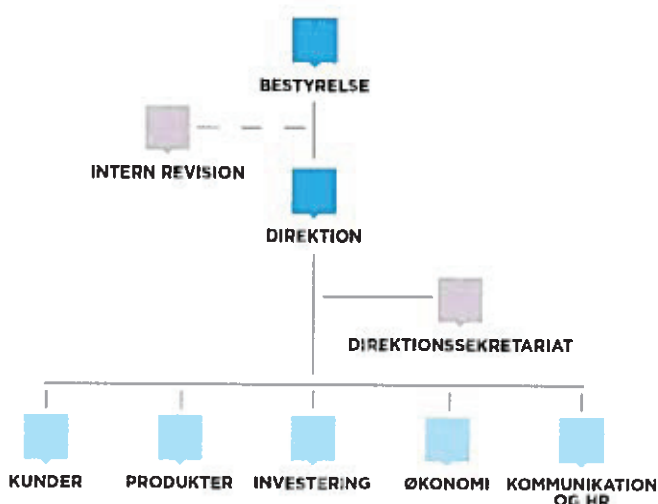 BESTYRELSE
INTERN REVISION
DIREKTION
DIREKTIONSSEKRETARIAT
KUNDER
PRODUKTER
INVESTERING
ØKONOMI
KOMMUNIKATION
OG HR